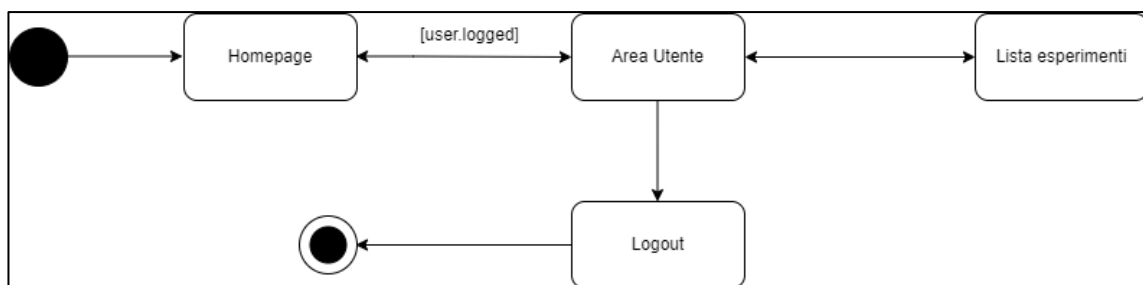 [user.logged]
Homepage
Area Utente
Lista esperimenti
Logout